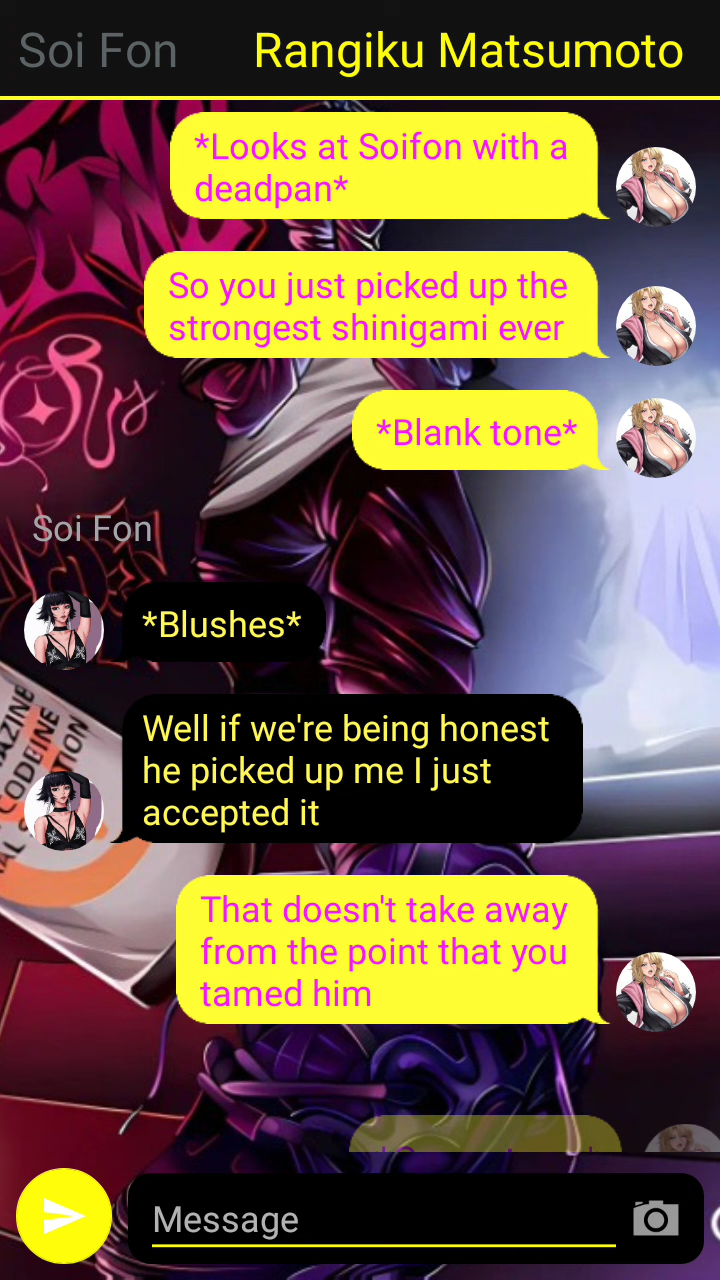 Soi Fon Rangiku Matsumoto
*Looks at Soifon with a
deadpan*
So you just picked up the
strongest shinigami ever
*Blank tone*
Soi Fon
*Blushes*
Well if we're being honest
he picked up me I just
accepted it
That doesn't take away
from the point that you
tamed him
Message